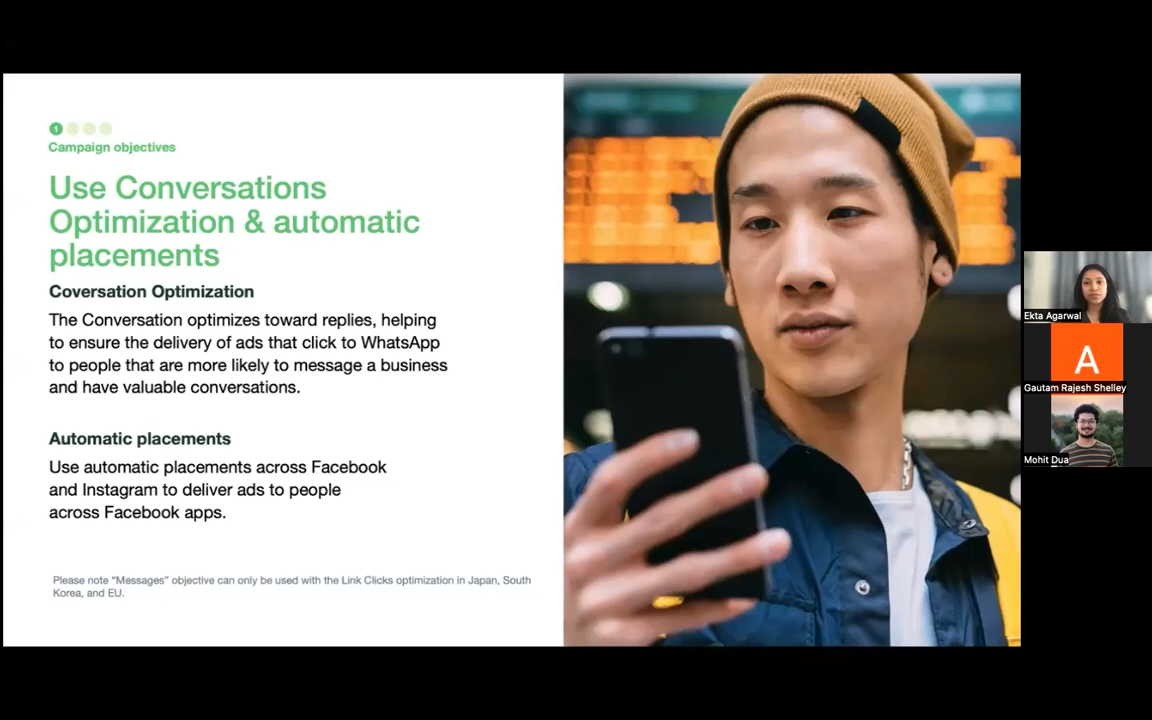 1
Campaign objectives
Use Conversations
Optimization & automatic
placements
Coversation Optimization
The Conversation optimizes toward replies, helping
to ensure the delivery of ads that click to WhatsApp
to people that are more likely to message a business
and have valuable conversations.
Automatic placements
Use automatic placements across Facebook
and Instagram to deliver ads to people
across Facebook apps.
Please note “Messages” objective can only be used with the Link Clicks optimization in Japan, South
Korea, and EU.
Ekta Agarwal
A
Gautam Rajesh Shelley
Mohit Dua